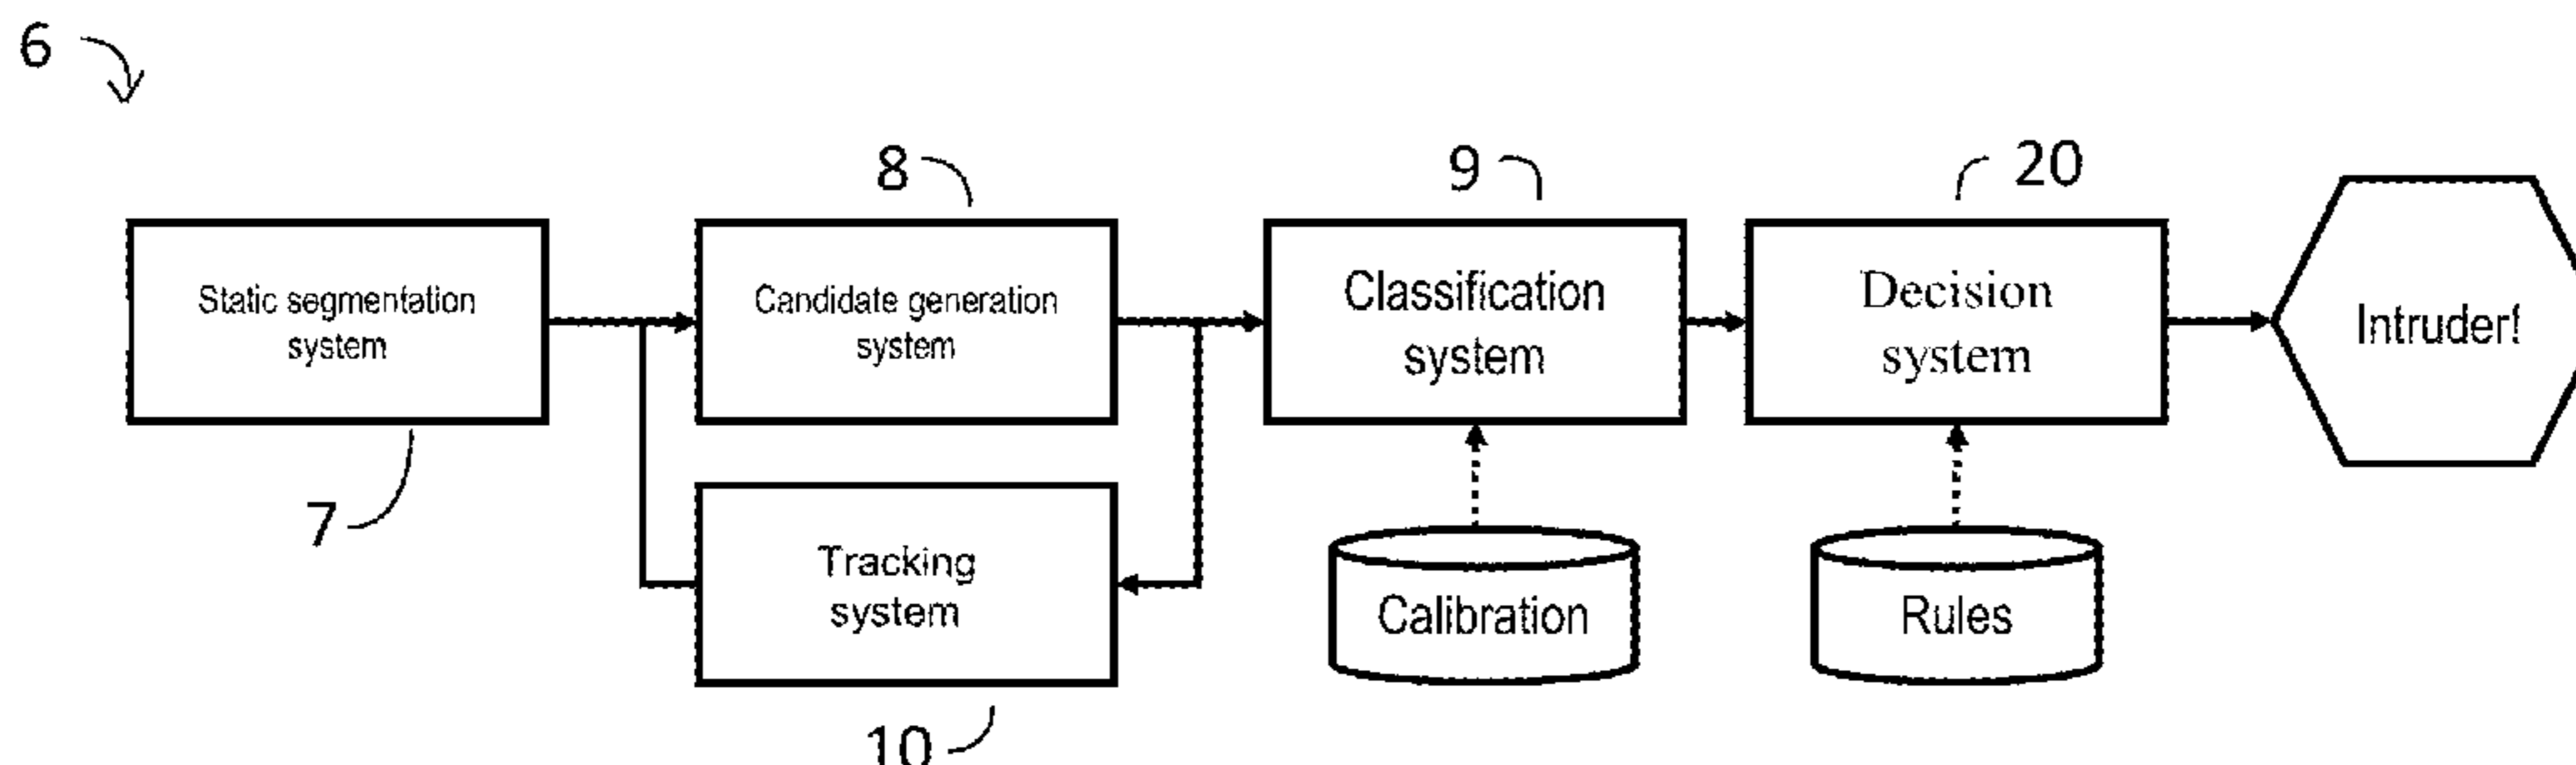 6
8
9
20
Static segmentation
system
Candidate generation
system
Classification
system
Decision
system
Intruder!
7
Tracking
system
Calibration
Rules
10